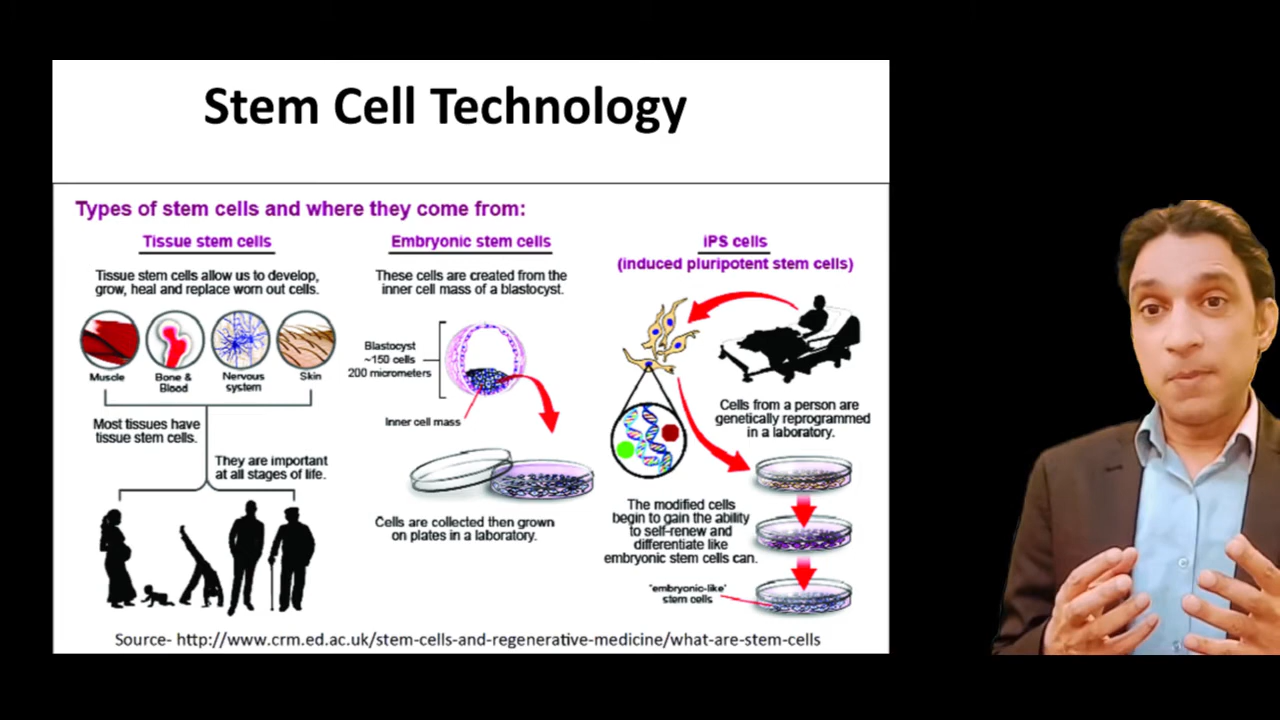 Stem Cell Technology
Types of stem cells and where they come from:
Tissue stem cells
Tissue stem cells allow us to develop,
grow, heal and replace worn out cells.
Muscle
Bone &
Blood
Nervous
system
Skin
Most tissues have
tissue stem cells.
They are important
at all stages of life.
Embryonic stem cells
These cells are created from the
inner cell mass of a blastocyst.
Blastocyst
~150 cells
200 micrometers
Inner cell mass
Cells are collected then grown
on plates in a laboratory.
iPS cells
(induced pluripotent stem cells)
Cells from a person are
genetically reprogrammed
in a laboratory.
The modified cells
begin to gain the ability
to self-renew and
differentiate like
embryonic stem cells can.
'embryonic-like'
stem cells
Source- http://www.crm.ed.ac.uk/stem-cells-and-regenerative-medicine/what-are-stem-cells